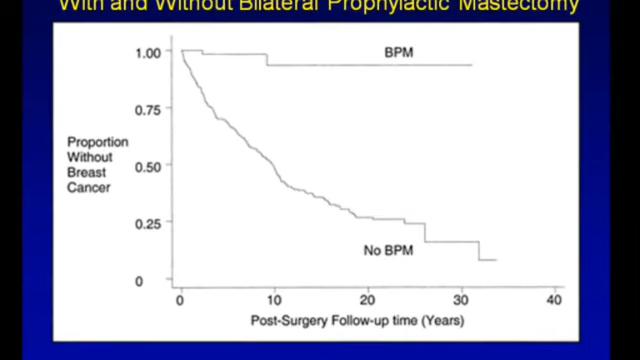 With and Without Bilateral Prophylactic Mastectomy
1.00
BPM
0.75
Proportion
Without
Breast
Cancer
0.50
0.25
No BPM
0
0 10 20 30 40
Post-Surgery Follow-up time (Years)